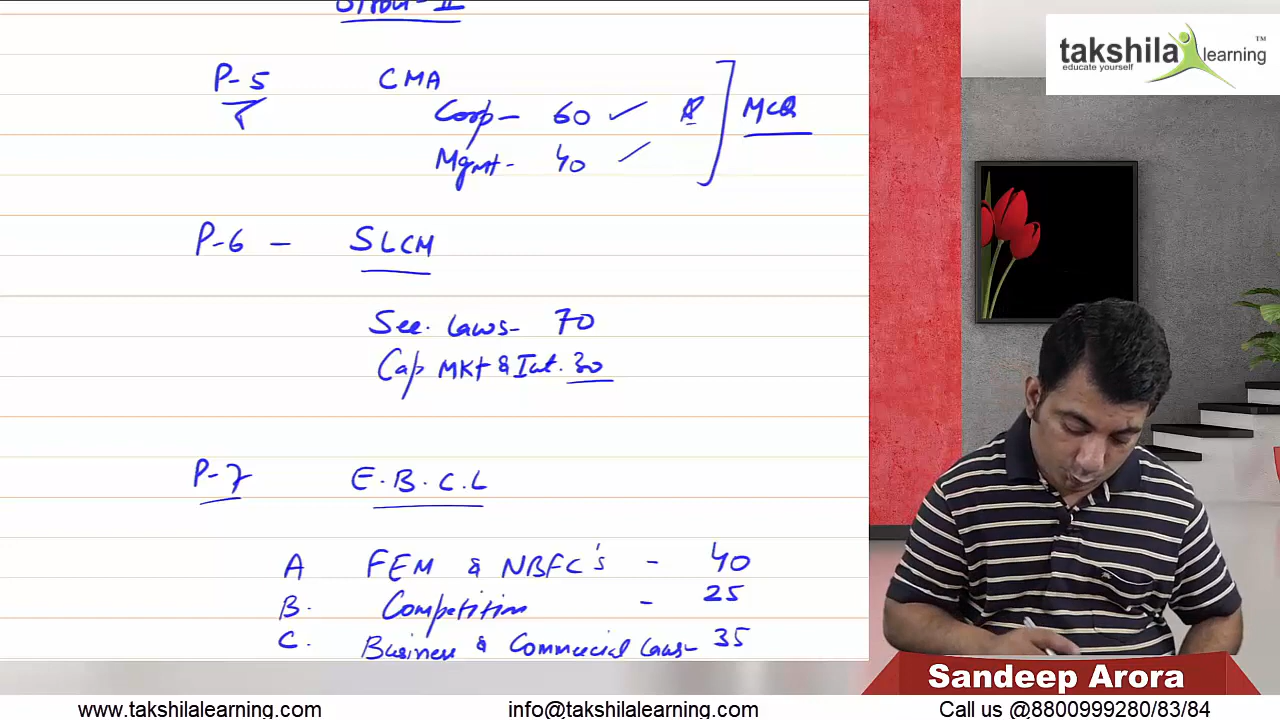 takshila learning ™
educate yourself
P-5 CMA
Corp - 60 ✓
MCQ
Mgmt - 40 ✓
P-6 - SLCM
Sec. Laws - 70
Cap Mkt & Int. 30
P-7 E.B.C.L
A FEM & NBFC's - 40
B. Competition - 25
C. Business & Commercial Laws - 35
Sandeep Arora
www.takshilalearning.com info@takshilalearning.com Call us @8800999280/83/84